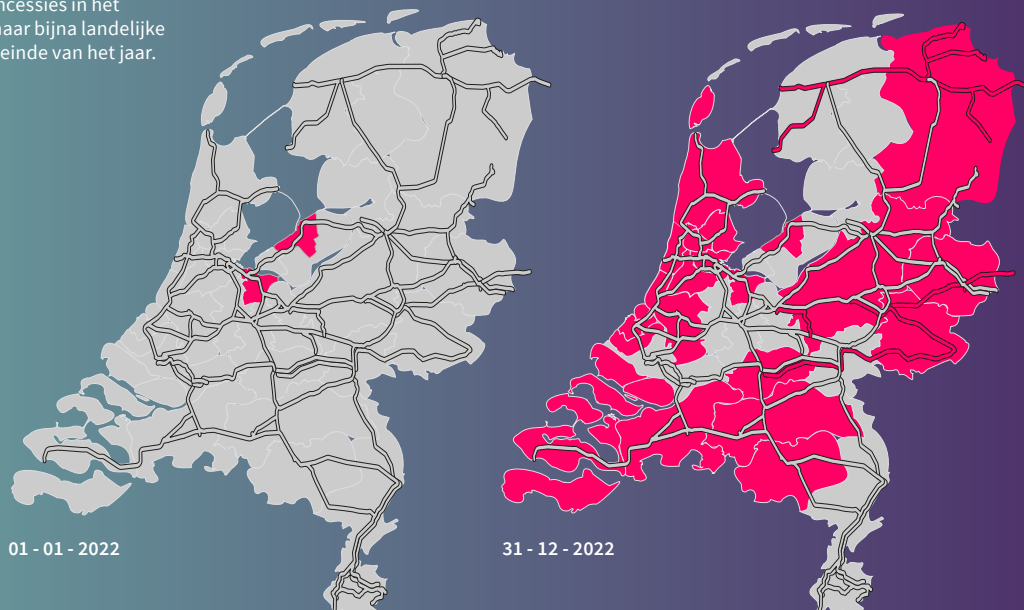 ncessies in het
naar bijna landelijke
einde van het jaar.
01 - 01 - 2022
31 - 12 - 2022